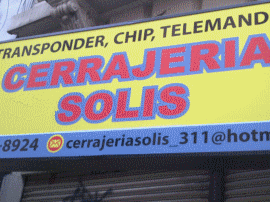 TRANSPONDER, CHIP, TELEMAND
CERRAJERIA
SOLIS
-8924 cerrajeriasolis_311@hotm